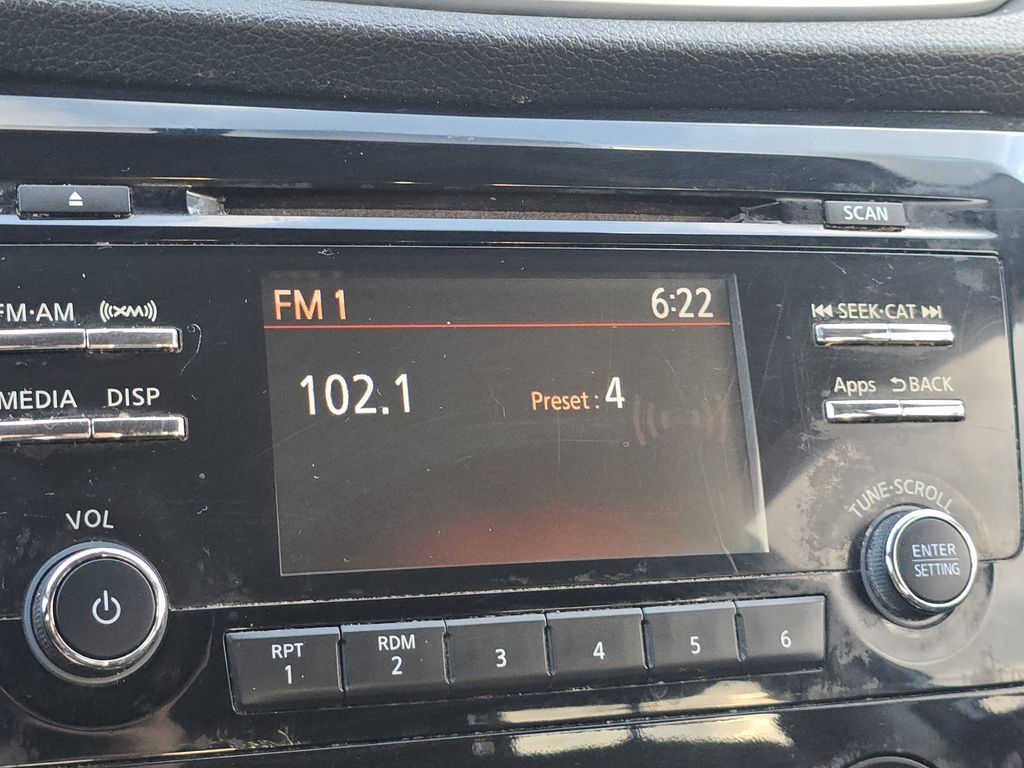 SCAN
FM·AM
((XM))
SEEK·CAT
MEDIA
DISP
Apps
BACK
FM 1
6:22
102.1
Preset : 4
VOL
TUNE·SCROLL
ENTER
SETTING
RPT
1
RDM
2
3
4
5
6